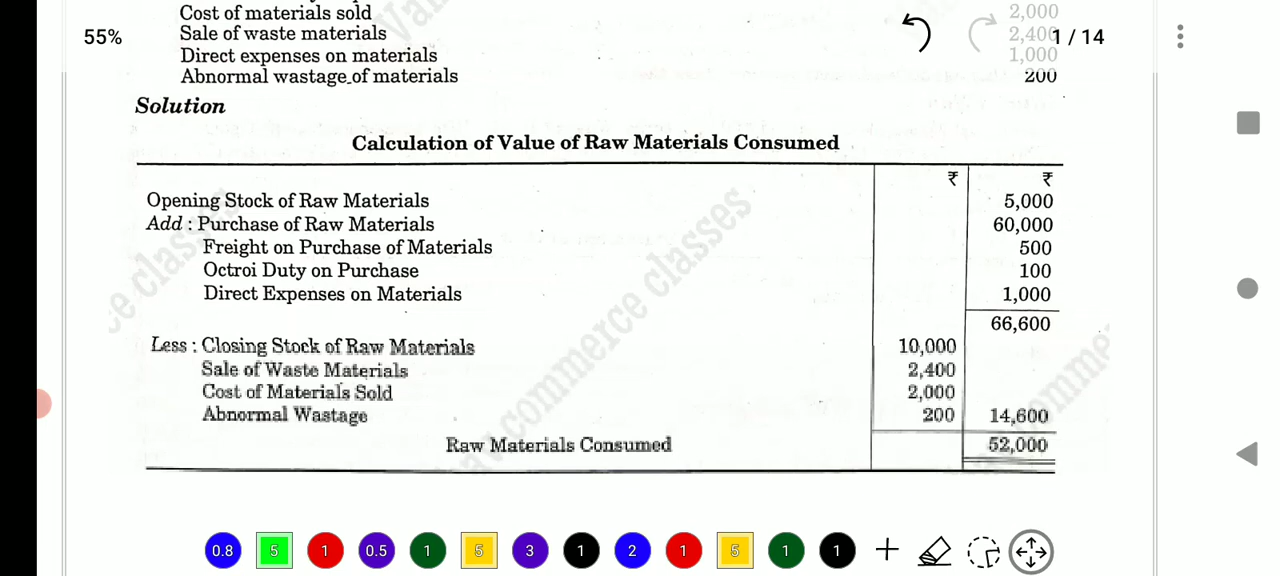 Cost of materials sold 2,000
55% Sale of waste materials 2,400 1 / 14
Direct expenses on materials 1,000
Abnormal wastage of materials 200
Solution
Calculation of Value of Raw Materials Consumed
₹ ₹
Opening Stock of Raw Materials 5,000
Add : Purchase of Raw Materials 60,000
Freight on Purchase of Materials 500
Octroi Duty on Purchase 100
Direct Expenses on Materials 1,000
66,600
Less : Closing Stock of Raw Materials 10,000
Sale of Waste Materials 2,400
Cost of Materials Sold 2,000
Abnormal Wastage 200 14,600
Raw Materials Consumed 52,000
commerce classes
0.8 5 1 0.5 1 5 3 1 2 1 5 1 1